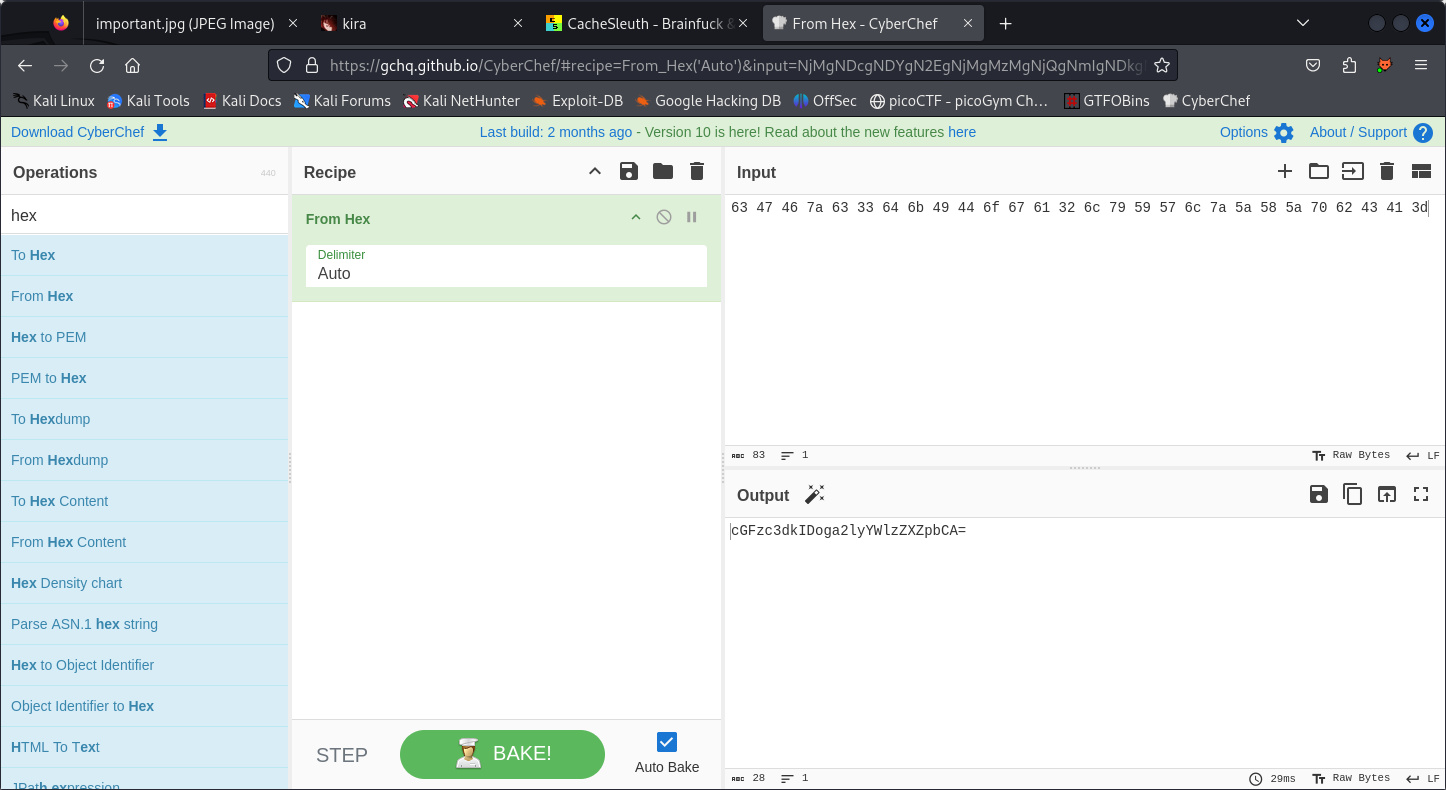 important.jpg (JPEG Image)
kira
CacheSleuth - Brainfuck &
From Hex - CyberChef
https://gchq.github.io/CyberChef/#recipe=From_Hex('Auto')&input=NjMgNDcgNDYgN2EgNjMgMzMgNjQgNmIgNDkg
Kali Linux
Kali Tools
Kali Docs
Kali Forums
Kali NetHunter
Exploit-DB
Google Hacking DB
OffSec
picoCTF - picoGym Ch…
GTFOBins
CyberChef
Download CyberChef
Last build: 2 months ago - Version 10 is here! Read about the new features here
Options
About / Support
Operations
440
hex
To Hex
From Hex
Hex to PEM
PEM to Hex
To Hexdump
From Hexdump
To Hex Content
From Hex Content
Hex Density chart
Parse ASN.1 hex string
Hex to Object Identifier
Object Identifier to Hex
HTML To Text
JPath expression
Recipe
From Hex
Delimiter
Auto
STEP
BAKE!
Auto Bake
Input
63 47 46 7a 63 33 64 6b 49 44 6f 67 61 32 6c 79 59 57 6c 7a 5a 58 5a 70 62 43 41 3d
83
1
Raw Bytes
LF
Output
cGFzc3dkIDoga2lyYWlzZXZpbCA=
28
1
29ms
Raw Bytes
LF